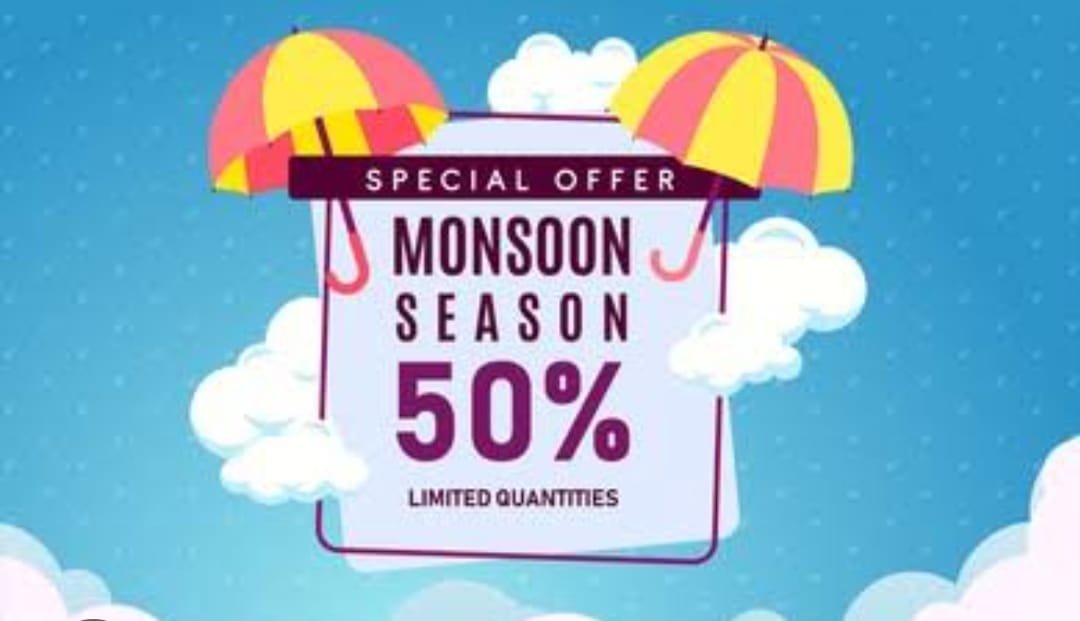 SPECIAL OFFER
MONSOON
SEASON
50%
LIMITED QUANTITIES